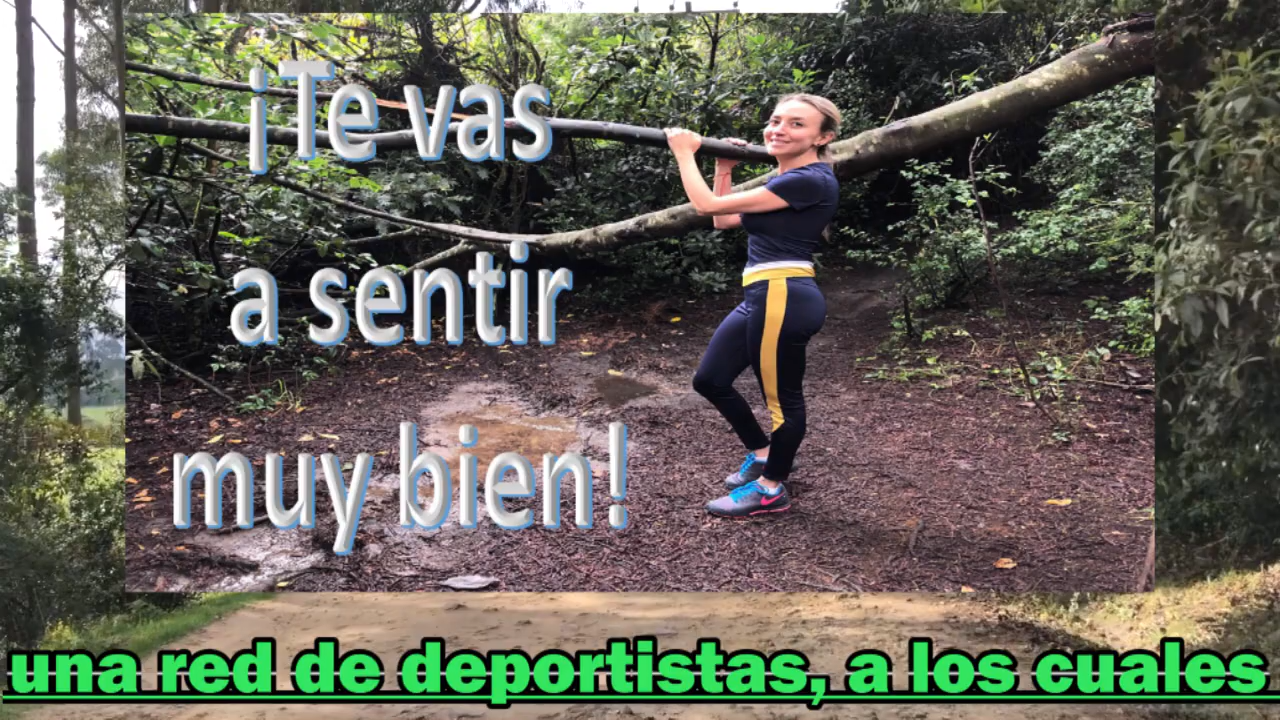 ¡Te vas
a sentir
muy bien!
una red de deportistas, a los cuales